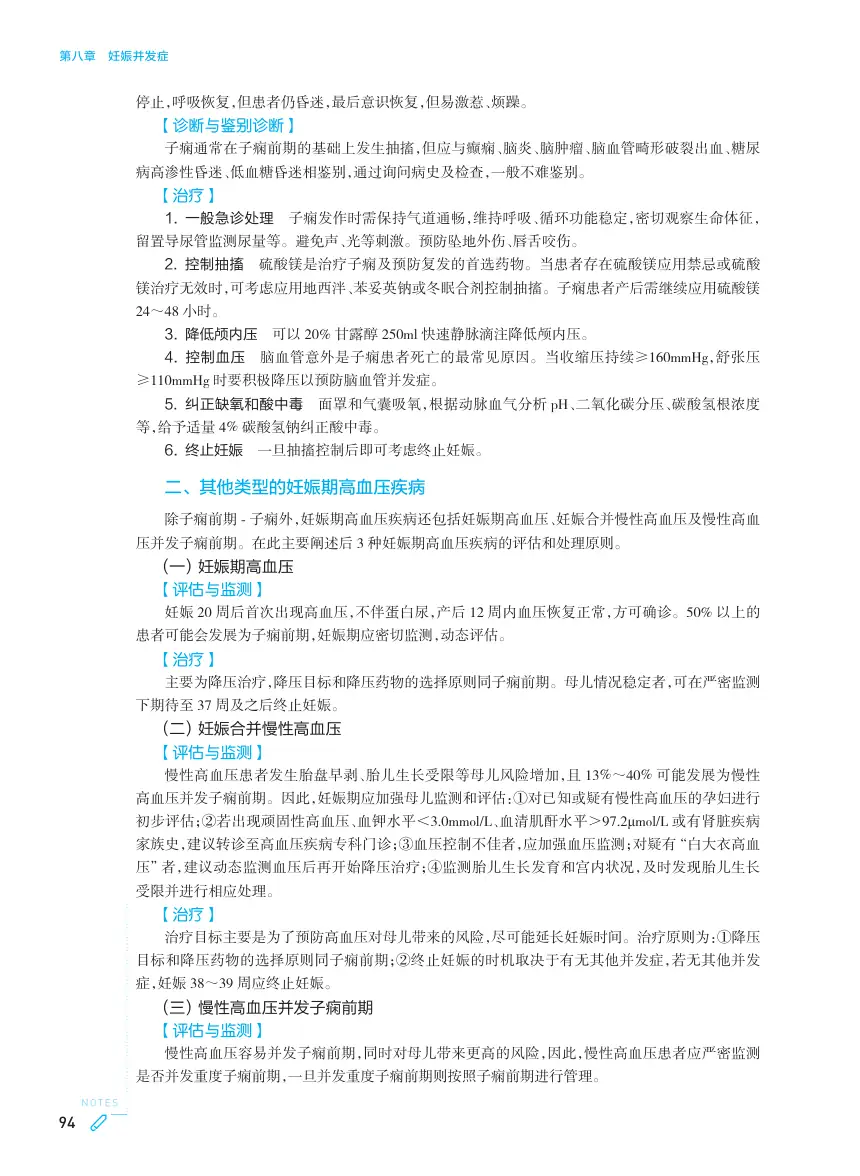 第八章 妊娠并发症
停止,呼吸恢复,但患者仍昏迷,最后意识恢复,但易激惹、烦躁。
【诊断与鉴别诊断】
子痫通常在子痫前期的基础上发生抽搐,但应与癫痫、脑炎、脑肿瘤、脑血管畸形破裂出血、糖尿
病高渗性昏迷、低血糖昏迷相鉴别,通过询问病史及检查,一般不难鉴别。
【治疗】
1. 一般急诊处理 子痫发作时需保持气道通畅,维持呼吸、循环功能稳定,密切观察生命体征,
留置导尿管监测尿量等。避免声、光等刺激。预防坠地外伤、唇舌咬伤。
2. 控制抽搐 硫酸镁是治疗子痫及预防复发的首选药物。当患者存在硫酸镁应用禁忌或硫酸
镁治疗无效时,可考虑应用地西泮、苯妥英钠或冬眠合剂控制抽搐。子痫患者产后需继续应用硫酸镁
24～48 小时。
3. 降低颅内压 可以 20% 甘露醇 250ml 快速静脉滴注降低颅内压。
4. 控制血压 脑血管意外是子痫患者死亡的最常见原因。当收缩压持续≥160mmHg,舒张压
≥110mmHg 时要积极降压以预防脑血管并发症。
5. 纠正缺氧和酸中毒 面罩和气囊吸氧,根据动脉血气分析 pH、二氧化碳分压、碳酸氢根浓度
等,给予适量 4% 碳酸氢钠纠正酸中毒。
6. 终止妊娠 一旦抽搐控制后即可考虑终止妊娠。
二、其他类型的妊娠期高血压疾病
除子痫前期 - 子痫外,妊娠期高血压疾病还包括妊娠期高血压、妊娠合并慢性高血压及慢性高血
压并发子痫前期。在此主要阐述后 3 种妊娠期高血压疾病的评估和处理原则。
(一) 妊娠期高血压
【评估与监测】
妊娠 20 周后首次出现高血压,不伴蛋白尿,产后 12 周内血压恢复正常,方可确诊。50% 以上的
患者可能会发展为子痫前期,妊娠期应密切监测,动态评估。
【治疗】
主要为降压治疗,降压目标和降压药物的选择原则同子痫前期。母儿情况稳定者,可在严密监测
下期待至 37 周及之后终止妊娠。
(二) 妊娠合并慢性高血压
【评估与监测】
慢性高血压患者发生胎盘早剥、胎儿生长受限等母儿风险增加,且 13%～40% 可能发展为慢性
高血压并发子痫前期。因此,妊娠期应加强母儿监测和评估:①对已知或疑有慢性高血压的孕妇进行
初步评估;②若出现顽固性高血压、血钾水平＜3.0mmol/L、血清肌酐水平＞97.2μmol/L 或有肾脏疾病
家族史,建议转诊至高血压疾病专科门诊;③血压控制不佳者,应加强血压监测;对疑有“白大衣高血
压”者,建议动态监测血压后再开始降压治疗;④监测胎儿生长发育和宫内状况,及时发现胎儿生长
受限并进行相应处理。
【治疗】
治疗目标主要是为了预防高血压对母儿带来的风险,尽可能延长妊娠时间。治疗原则为:①降压
目标和降压药物的选择原则同子痫前期;②终止妊娠的时机取决于有无其他并发症,若无其他并发
症,妊娠 38～39 周应终止妊娠。
(三) 慢性高血压并发子痫前期
【评估与监测】
慢性高血压容易并发子痫前期,同时对母儿带来更高的风险,因此,慢性高血压患者应严密监测
是否并发重度子痫前期,一旦并发重度子痫前期则按照子痫前期进行管理。
NOTES
94